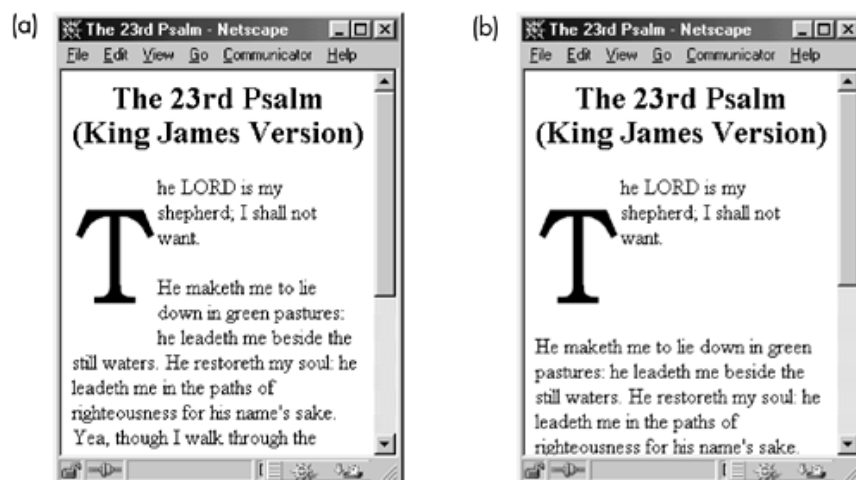 (a)
The 23rd Psalm - Netscape
File Edit View Go Communicator Help
The 23rd Psalm
(King James Version)
The LORD is my
shepherd; I shall not
want.
He maketh me to lie
down in green pastures:
he leadeth me beside the
still waters. He restoreth my soul: he
leadeth me in the paths of
righteousness for his name's sake.
Yea, though I walk through the
(b)
The 23rd Psalm - Netscape
File Edit View Go Communicator Help
The 23rd Psalm
(King James Version)
The LORD is my
shepherd; I shall not
want.
He maketh me to lie down in green
pastures: he leadeth me beside the
still waters. He restoreth my soul: he
leadeth me in the paths of
righteousness for his name's sake.